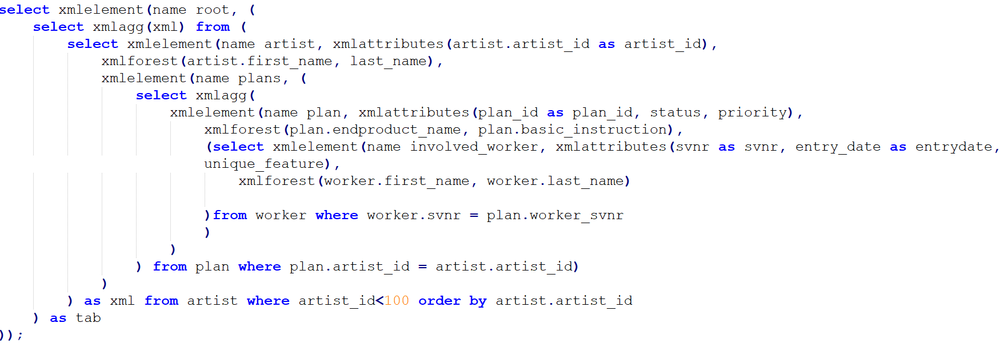 select xmlelement(name root, (
    select xmlagg(xml) from (
        select xmlelement(name artist, xmlattributes(artist.artist_id as artist_id),
            xmlforest(artist.first_name, last_name),
            xmlelement(name plans, (
                select xmlagg(
                    xmlelement(name plan, xmlattributes(plan_id as plan_id, status, priority),
                        xmlforest(plan.endproduct_name, plan.basic_instruction),
                        (select xmlelement(name involved_worker, xmlattributes(svnr as svnr, entry_date as entrydate,
                        unique_feature),
                            xmlforest(worker.first_name, worker.last_name)
                        )from worker where worker.svnr = plan.worker_svnr
                        )
                    )
                ) from plan where plan.artist_id = artist.artist_id)
            )
        ) as xml from artist where artist_id<100 order by artist.artist_id
    ) as tab
));